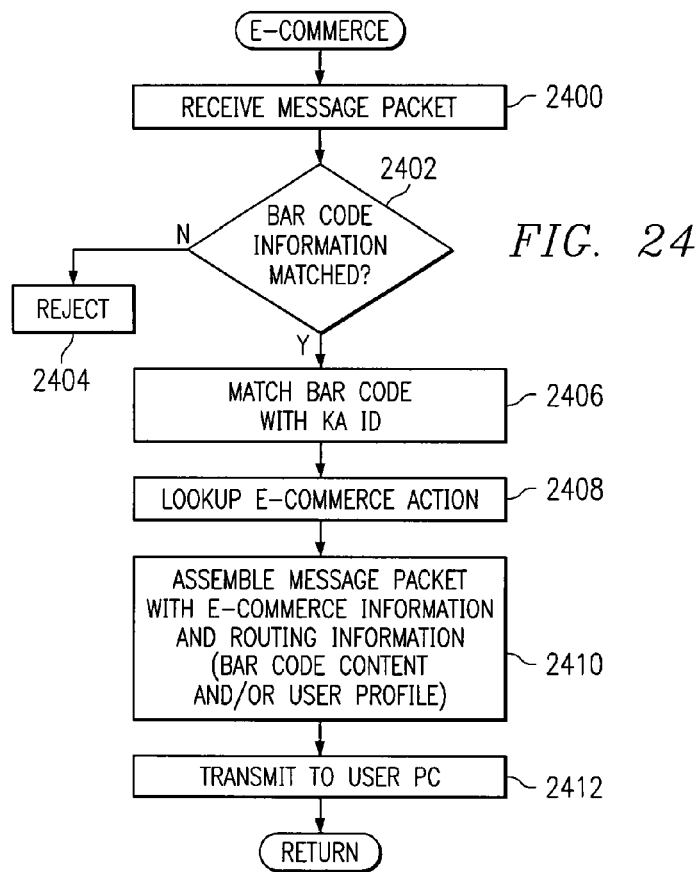 E-COMMERCE
RECEIVE MESSAGE PACKET
2400
2402
BAR CODE
INFORMATION
MATCHED?
N
FIG. 24
REJECT
2404
Y
MATCH BAR CODE
WITH KA ID
2406
LOOKUP E-COMMERCE ACTION
2408
ASSEMBLE MESSAGE PACKET
WITH E-COMMERCE INFORMATION
AND ROUTING INFORMATION
(BAR CODE CONTENT
AND/OR USER PROFILE)
2410
TRANSMIT TO USER PC
2412
RETURN